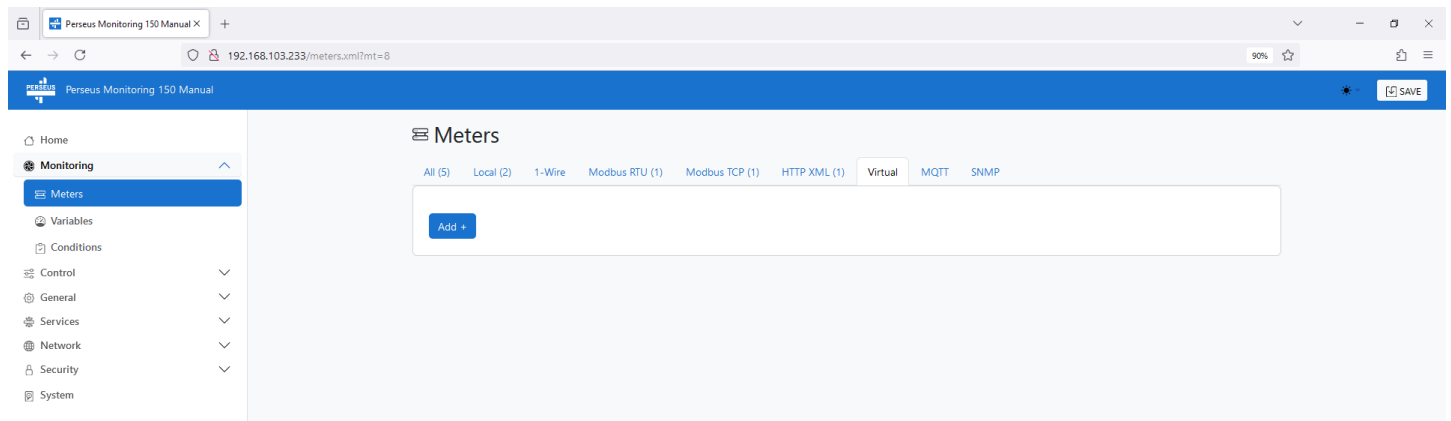 Perseus Monitoring 150 Manual
192.168.103.233/meters.xml?mt=8
90%
PERSEUS
Perseus Monitoring 150 Manual
SAVE
Home
Monitoring
Meters
Variables
Conditions
Control
General
Services
Network
Security
System
Meters
All (5) Local (2) 1-Wire Modbus RTU (1) Modbus TCP (1) HTTP XML (1) Virtual MQTT SNMP
Add +